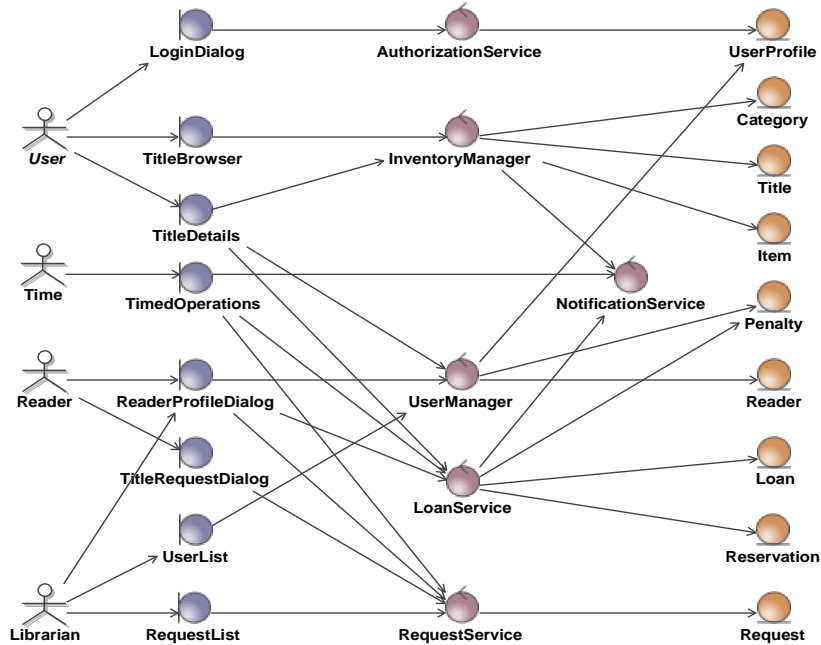 LoginDialog
AuthorizationService
UserProfile
Category
User
TitleBrowser
InventoryManager
Title
TitleDetails
Item
Time
TimedOperations
NotificationService
Penalty
Reader
ReaderProfileDialog
UserManager
Reader
TitleRequestDialog
Loan
LoanService
UserList
Reservation
Librarian
RequestList
RequestService
Request